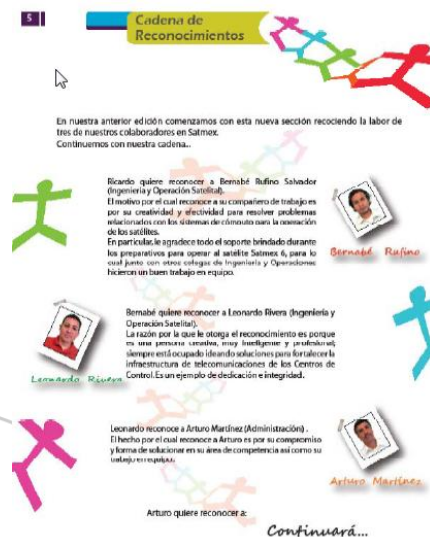 5
Cadena de
Reconocimientos
En nuestra anterior edición comenzamos con esta nueva sección recociendo la labor de
tres de nuestros colaboradores en Satmex.
Continuemos con nuestra cadena..
Ricardo quiere reconocer a Bernabé Rufino Salvador
(Ingeniería y Operación Satelital).
El motivo por el cual reconoce a su compañero de trabajo es
por su creatividad y efectividad para resolver problemas
relacionados con los sistemas de cómputo para la operación
de los satélites.
En particular, le agradece todo el soporte brindado durante
los preparativos para operar al satélite Satmex 6, para lo
cual junto con otros colegas de Ingeniería y Operaciones
hicieron un buen trabajo en equipo.
Bernabé Rufino
Bernabé quiere reconocer a Leonardo Rivera (Ingeniería y
Operación Satelital).
La razón por la que le otorga el reconocimiento es porque
es una persona creativa, muy inteligente y profesional;
siempre está ocupado ideando soluciones para fortalecer la
infraestructura de telecomunicaciones de los Centros de
Control. Es un ejemplo de dedicación e integridad.
Leonardo Rivera
Leonardo reconoce a Arturo Martínez (Administración) .
El hecho por el cual reconoce a Arturo es por su compromiso
y forma de solucionar en su área de competencia así como su
trabajo en equipo.
Arturo Martínez
Arturo quiere reconocer a:
Continuará...